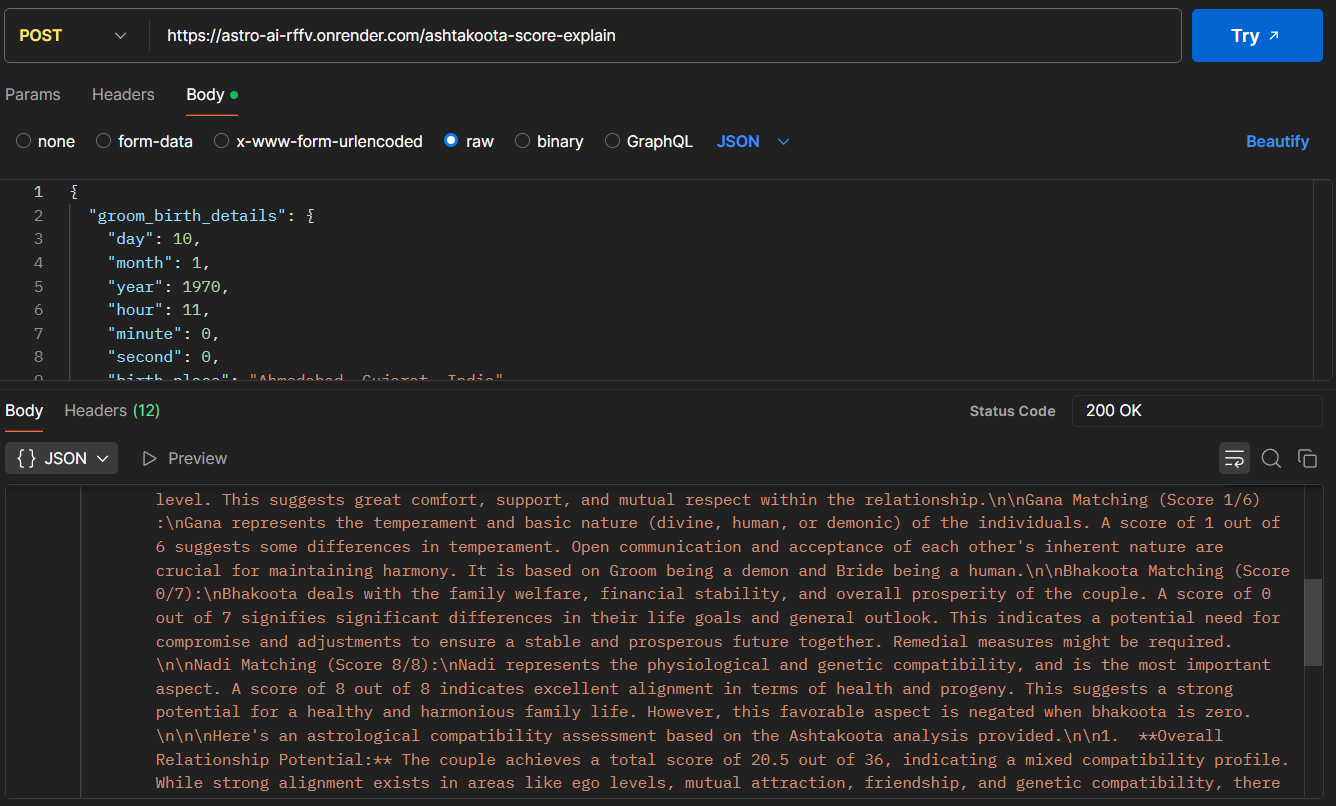 POST
https://astro-ai-rffv.onrender.com/ashtakoota-score-explain
Try ↗
Params Headers Body
none form-data x-www-form-urlencoded raw binary GraphQL JSON Beautify
1 {
2 "groom_birth_details": {
3 "day": 10,
4 "month": 1,
5 "year": 1970,
6 "hour": 11,
7 "minute": 0,
8 "second": 0,
9 "birth_place": "Ahmedabad, Gujarat, India"
Body Headers (12) Status Code 200 OK
{} JSON Preview
level. This suggests great comfort, support, and mutual respect within the relationship.\n\nGana Matching (Score 1/6)
:\nGana represents the temperament and basic nature (divine, human, or demonic) of the individuals. A score of 1 out of
6 suggests some differences in temperament. Open communication and acceptance of each other's inherent nature are
crucial for maintaining harmony. It is based on Groom being a demon and Bride being a human.\n\nBhakoota Matching (Score
0/7):\nBhakoota deals with the family welfare, financial stability, and overall prosperity of the couple. A score of 0
out of 7 signifies significant differences in their life goals and general outlook. This indicates a potential need for
compromise and adjustments to ensure a stable and prosperous future together. Remedial measures might be required.
\n\nNadi Matching (Score 8/8):\nNadi represents the physiological and genetic compatibility, and is the most important
aspect. A score of 8 out of 8 indicates excellent alignment in terms of health and progeny. This suggests a strong
potential for a healthy and harmonious family life. However, this favorable aspect is negated when bhakoota is zero.
\n\n\nHere's an astrological compatibility assessment based on the Ashtakoota analysis provided.\n\n1.  **Overall
Relationship Potential:** The couple achieves a total score of 20.5 out of 36, indicating a mixed compatibility profile.
While strong alignment exists in areas like ego levels, mutual attraction, friendship, and genetic compatibility, there